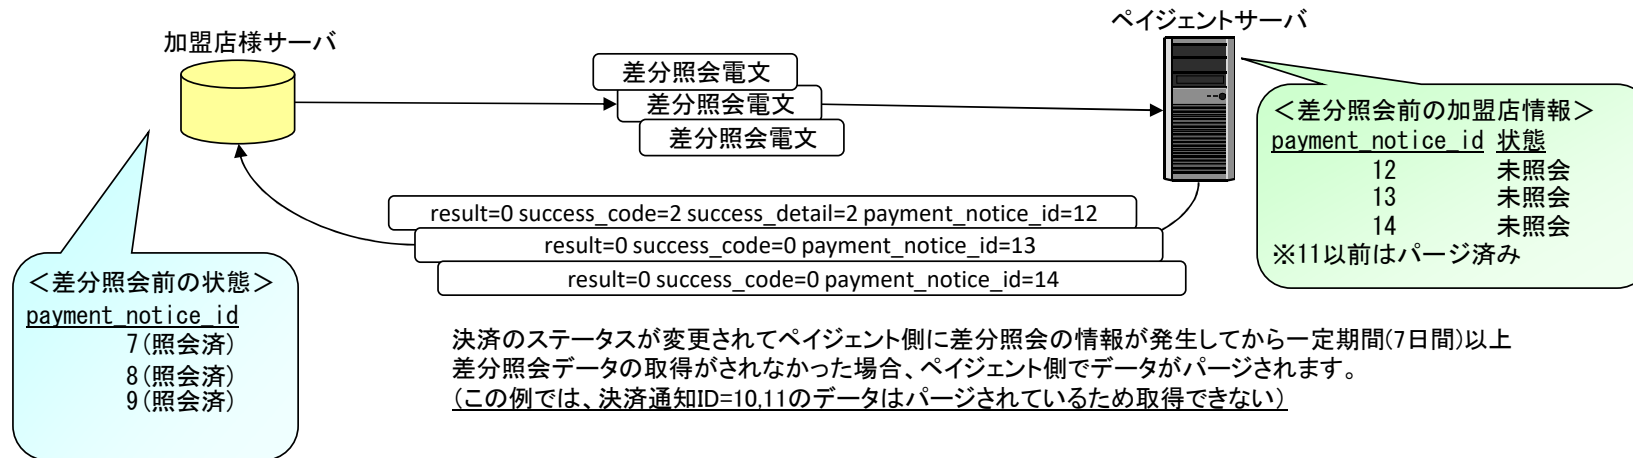 ペイジェントサーバ
加盟店様サーバ
差分照会電文
差分照会電文
差分照会電文
＜差分照会前の加盟店情報＞
payment_notice_id 状態
12 未照会
13 未照会
14 未照会
※11以前はパージ済み
result=0 success_code=2 success_detail=2 payment_notice_id=12
result=0 success_code=0 payment_notice_id=13
result=0 success_code=0 payment_notice_id=14
＜差分照会前の状態＞
payment_notice_id
7(照会済)
8(照会済)
9(照会済)
決済のステータスが変更されてペイジェント側に差分照会の情報が発生してから一定期間(7日間)以上
差分照会データの取得がされなかった場合、ペイジェント側でデータがパージされます。
(この例では、決済通知ID=10,11のデータはパージされているため取得できない)